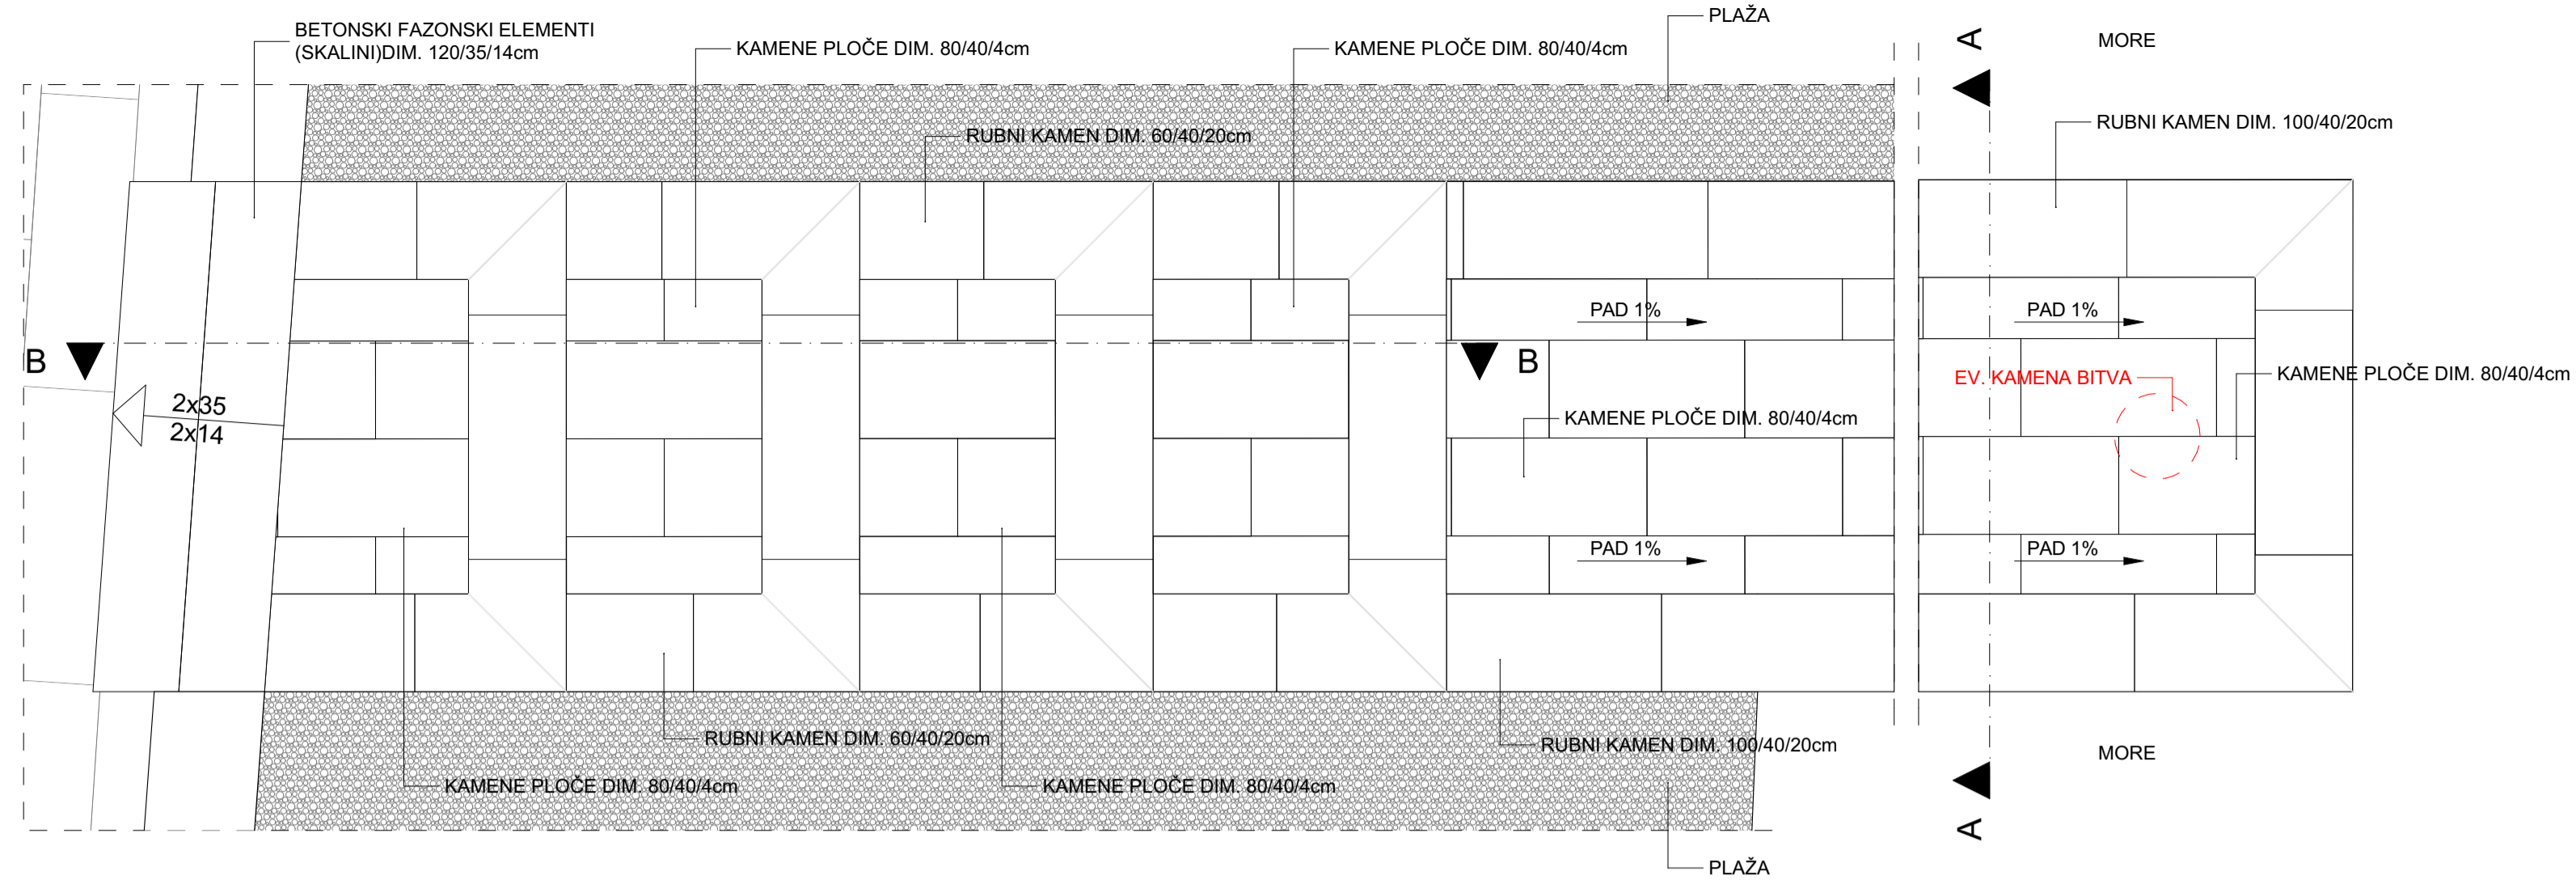 PLAŽA
BETONSKI FAZONSKI ELEMENTI
(SKALINI)DIM. 120/35/14cm
KAMENE PLOČE DIM. 80/40/4cm
KAMENE PLOČE DIM. 80/40/4cm
A
MORE
RUBNI KAMEN DIM. 60/40/20cm
RUBNI KAMEN DIM. 100/40/20cm
PAD 1%
PAD 1%
B
B
EV. KAMENA BITVA
KAMENE PLOČE DIM. 80/40/4cm
2x35
2x14
KAMENE PLOČE DIM. 80/40/4cm
PAD 1%
PAD 1%
RUBNI KAMEN DIM. 60/40/20cm
RUBNI KAMEN DIM. 100/40/20cm
MORE
KAMENE PLOČE DIM. 80/40/4cm
KAMENE PLOČE DIM. 80/40/4cm
A
PLAŽA